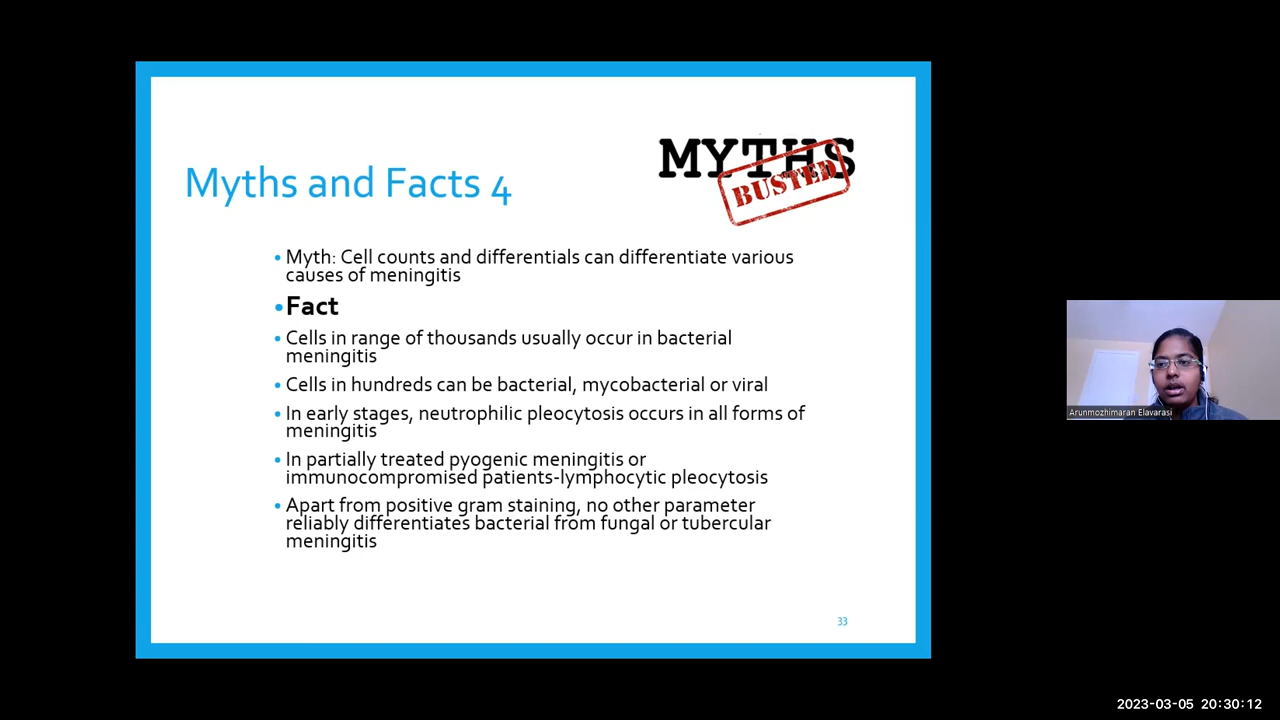 MYTHS
BUSTED
Myths and Facts 4
• Myth: Cell counts and differentials can differentiate various
causes of meningitis
• Fact
• Cells in range of thousands usually occur in bacterial
meningitis
• Cells in hundreds can be bacterial, mycobacterial or viral
• In early stages, neutrophilic pleocytosis occurs in all forms of
meningitis
• In partially treated pyogenic meningitis or
immunocompromised patients-lymphocytic pleocytosis
• Apart from positive gram staining, no other parameter
reliably differentiates bacterial from fungal or tubercular
meningitis
33
Arunmozhimaran Elavarasi
2023-03-05 20:30:12